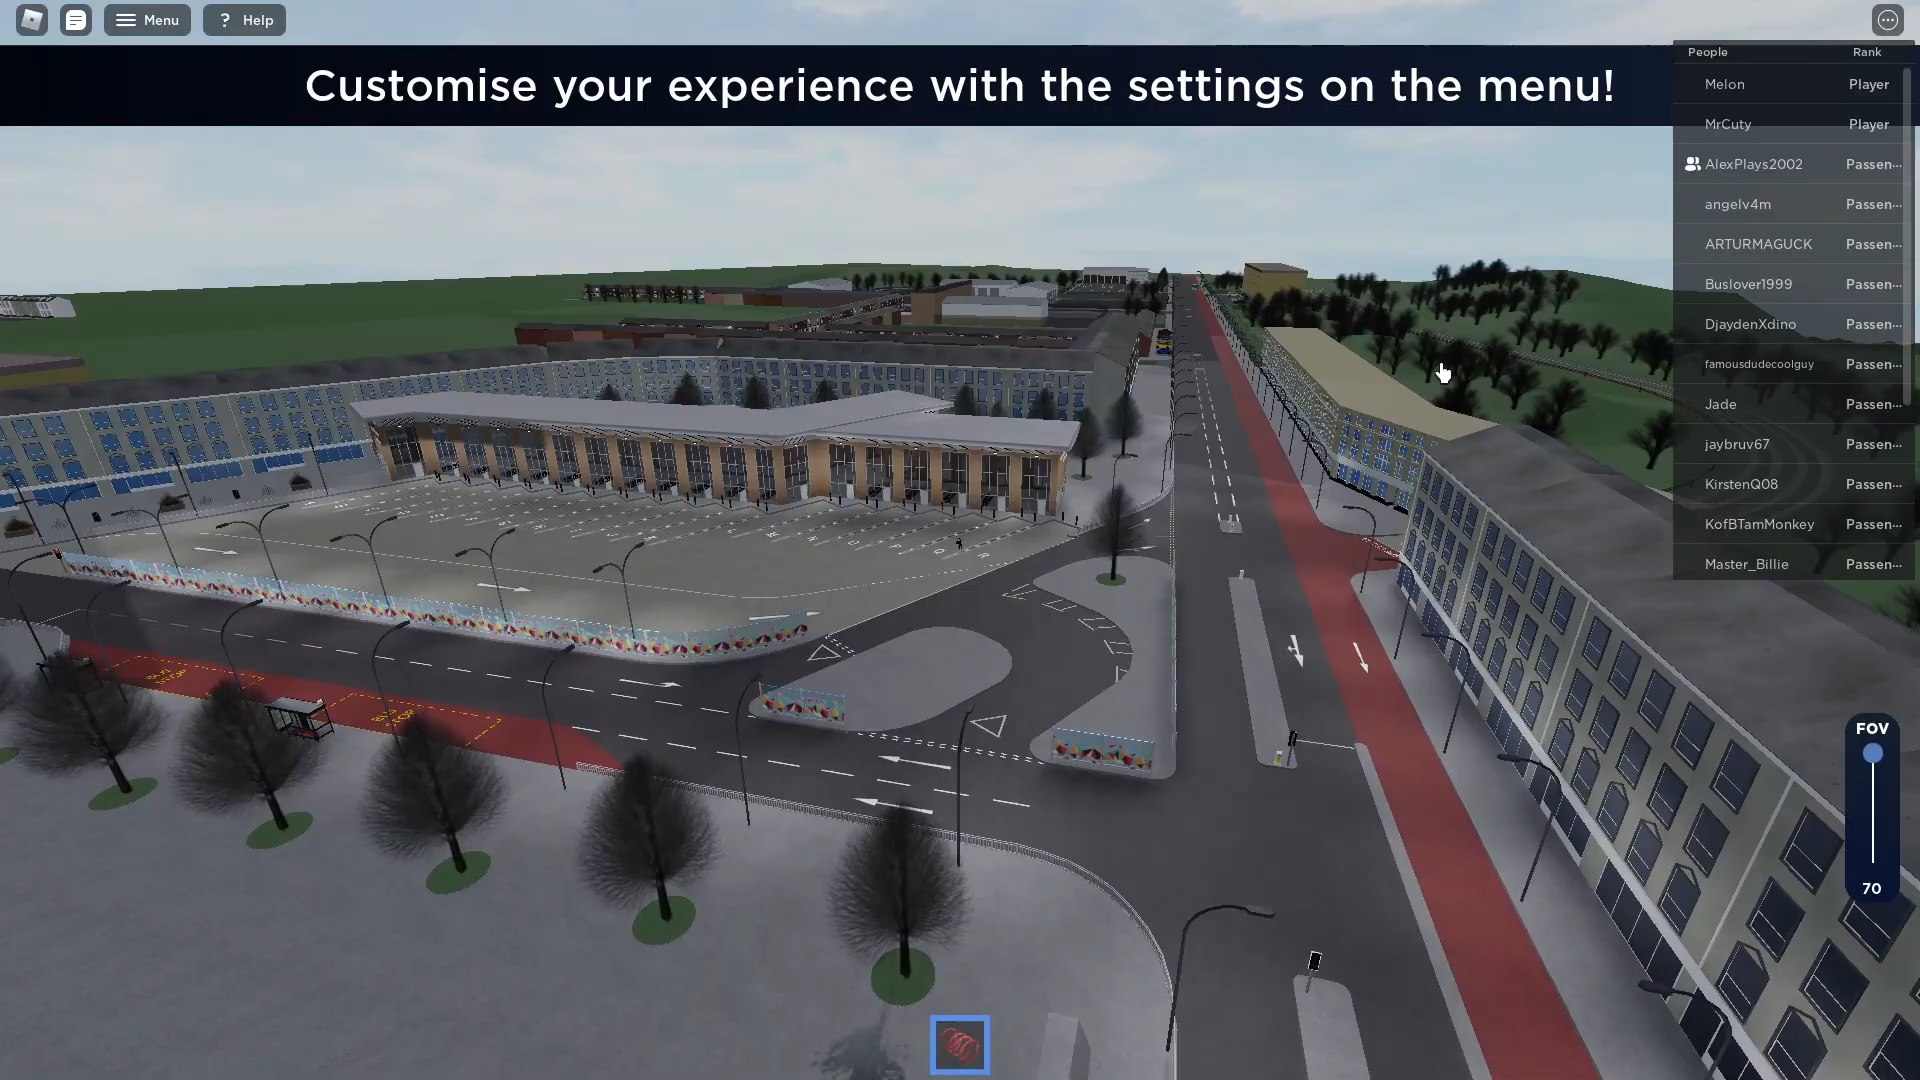 Menu
? Help
Customise your experience with the settings on the menu!
People Rank
Melon Player
MrCuty Player
AlexPlays2002 Passen...
angelv4m Passen...
ARTURMAGUCK Passen...
Buslover1999 Passen...
DjaydenXdino Passen...
famousdudecoolguy Passen...
Jade Passen...
jaybruv67 Passen...
KirstenQ08 Passen...
KofBTamMonkey Passen...
Master_Billie Passen...
BUS
STOP
FOV
70